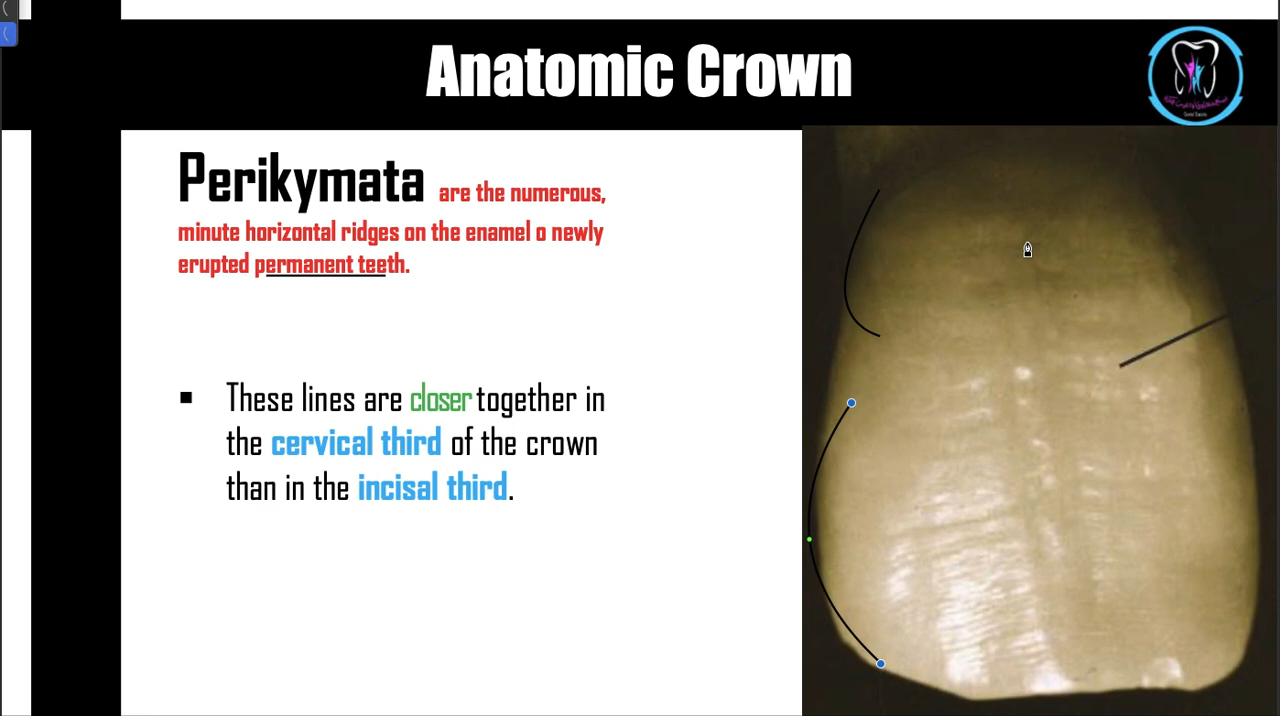 Anatomic Crown
Perikymata are the numerous,
minute horizontal ridges on the enamel o newly
erupted permanent teeth.
■ These lines are closer together in
the cervical third of the crown
than in the incisal third.